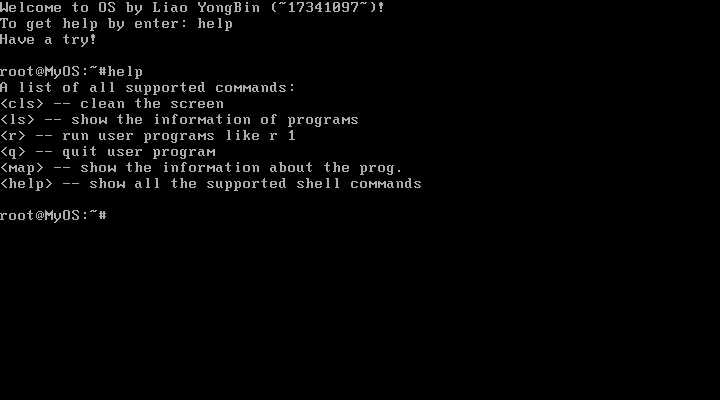 Welcome to OS by Liao YongBin (~17341097~)!
To get help by enter: help
Have a try!
root@MyOS:~#help
A list of all supported commands:
<cls> -- clean the screen
<ls> -- show the information of programs
<r> -- run user programs like r 1
<q> -- quit user program
<map> -- show the information about the prog.
<help> -- show all the supported shell commands
root@MyOS:~#